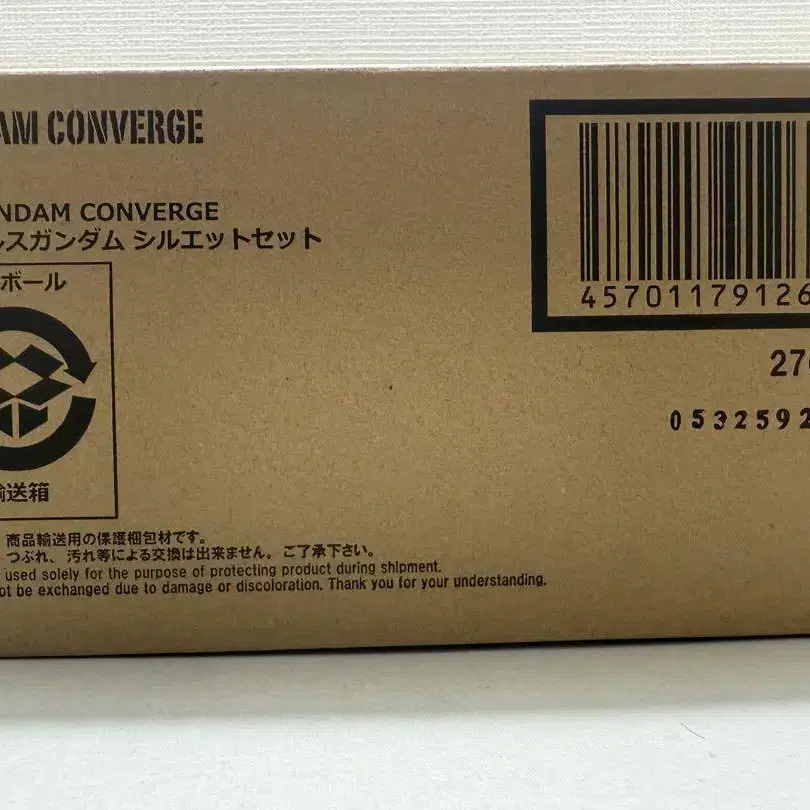 AM CONVERGE
NDAM CONVERGE
ルスガンダム シルエットセット
ボール
輸送箱
商品輸送用の保護梱包材です。
つぶれ、汚れ等による交換は出来ません。ご了承下さい。
used solely for the purpose of protecting product during shipment.
ot be exchanged due to damage or discoloration. Thank you for your understanding.
45701179126
270
0532592